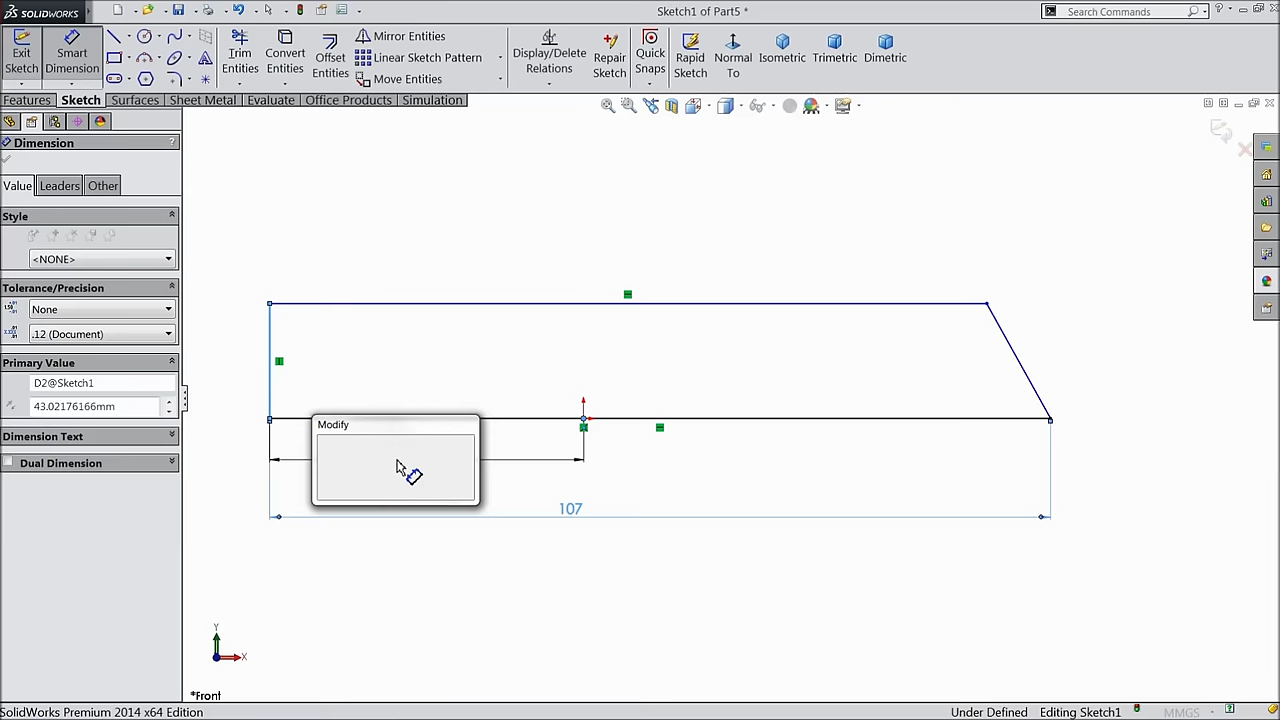 SOLIDWORKS
Sketch1 of Part5 *
Search Commands
?
Exit Sketch
Smart Dimension
Trim Entities
Convert Entities
Offset Entities
Mirror Entities
Linear Sketch Pattern
Move Entities
Display/Delete Relations
Repair Sketch
Quick Snaps
Rapid Sketch
Normal To
Isometric
Trimetric
Dimetric
Features
Sketch
Surfaces
Sheet Metal
Evaluate
Office Products
Simulation
Dimension
?
Value
Leaders
Other
Style
<NONE>
Tolerance/Precision
None
.12 (Document)
Primary Value
D2@Sketch1
43.02176166mm
Dimension Text
Dual Dimension
Modify
107
Y
X
*Front
SolidWorks Premium 2014 x64 Edition
Under Defined
Editing Sketch1
MMGS
?